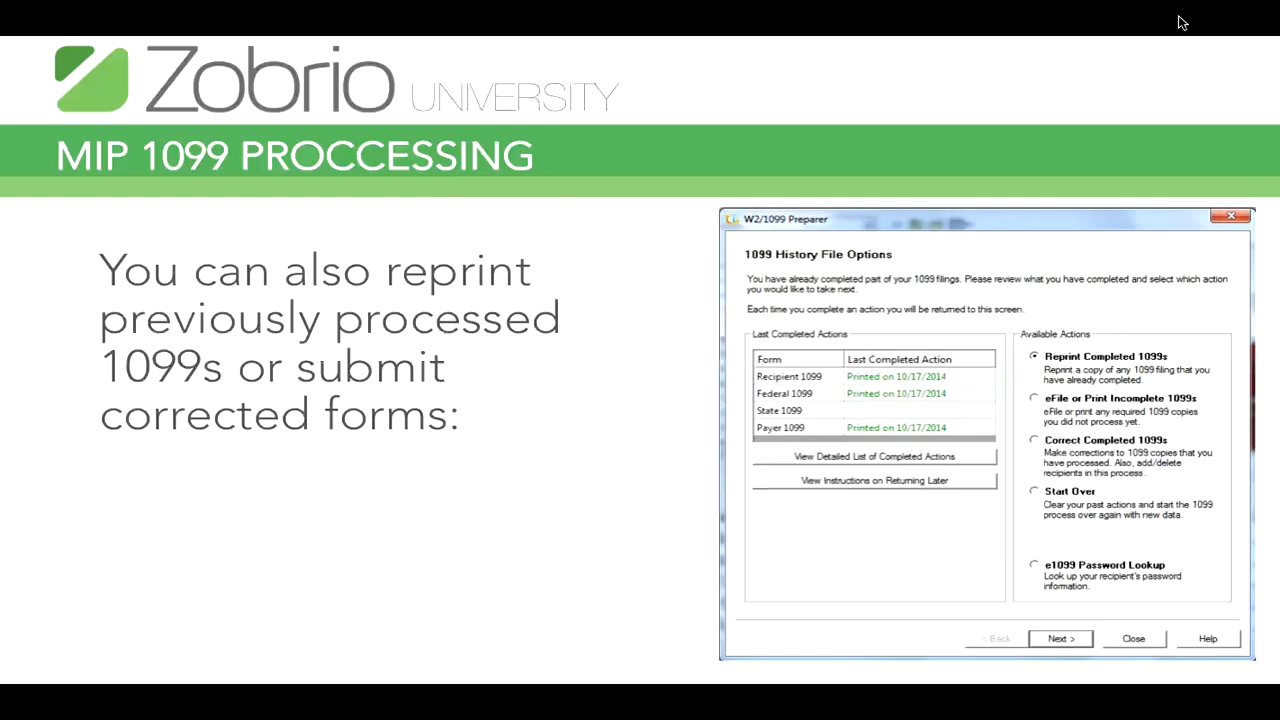 Zobrio UNIVERSITY
MIP 1099 PROCCESSING
You can also reprint
previously processed
1099s or submit
corrected forms:
W2/1099 Preparer
1099 History File Options
You have already completed part of your 1099 filings. Please review what you have completed and select which action
you would like to take next.
Each time you complete an action you will be returned to this screen.
Last Completed Actions
Form Last Completed Action
Recipient 1099 Printed on 10/17/2014
Federal 1099 Printed on 10/17/2014
State 1099
Payer 1099 Printed on 10/17/2014
View Detailed List of Completed Actions
View Instructions on Returning Later
Available Actions
Reprint Completed 1099s
Reprint a copy of any 1099 filing that you
have already completed.
eFile or Print Incomplete 1099s
eFile or print any required 1099 copies
you did not process yet.
Correct Completed 1099s
Make corrections to 1099 copies that you
have processed. Also, add/delete
recipients in this process.
Start Over
Clear your past actions and start the 1099
process over again with new data.
e1099 Password Lookup
Look up your recipient's password
information.
< Back Next > Close Help